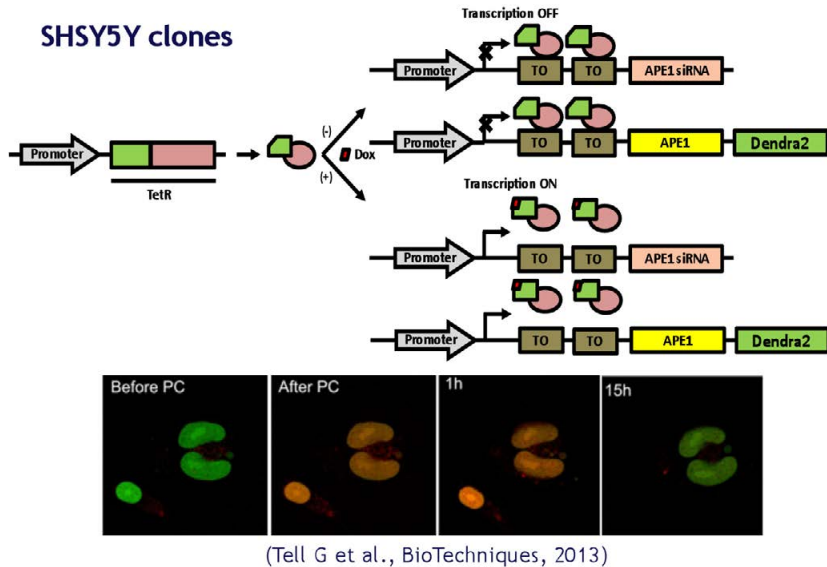 SHSY5Y clones
Transcription OFF
TO TO APE1siRNA
Promoter
TO TO APE1 Dendra2
Promoter
Promoter
TetR
(-)
Dox
(+)
Transcription ON
Promoter TO TO APE1siRNA
Promoter TO TO APE1 Dendra2
Before PC After PC 1h 15h
(Tell G et al., BioTechniques, 2013)